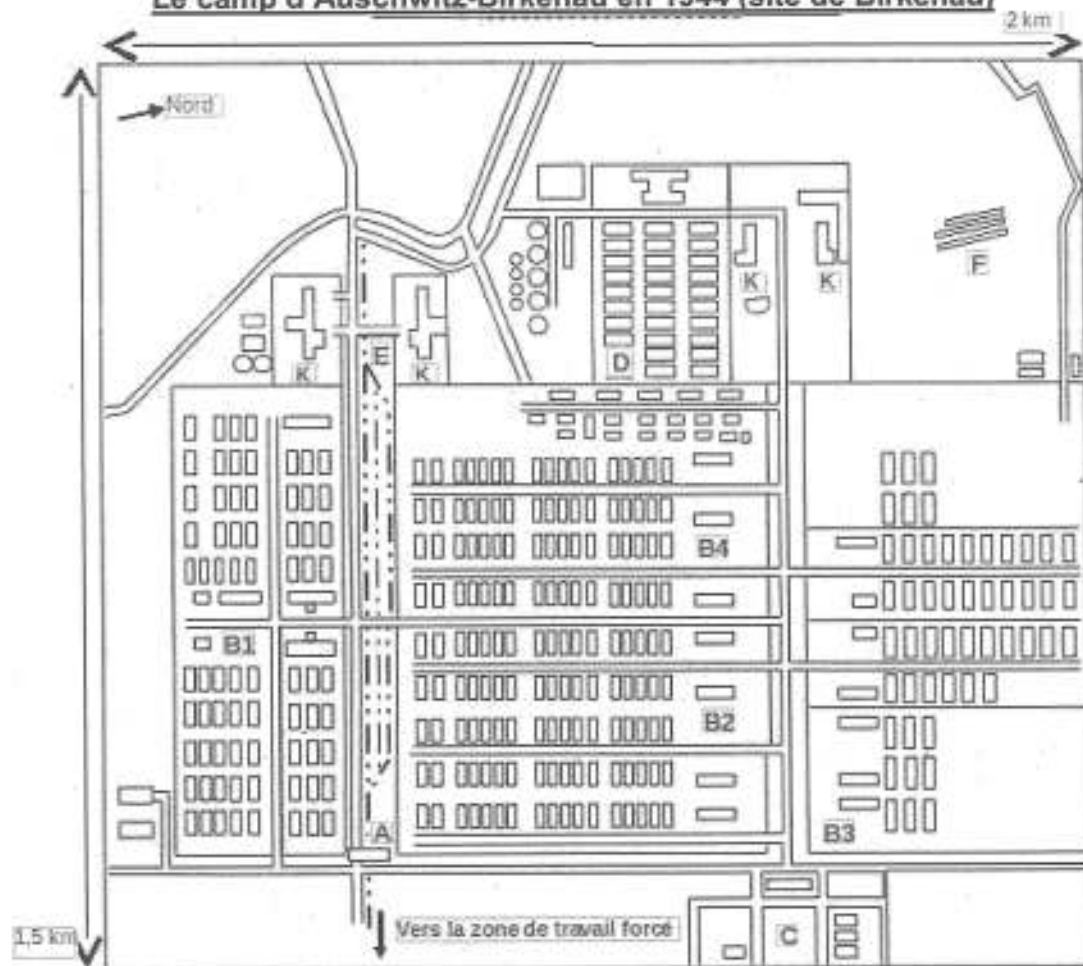 Le camp d'Auschwitz-Birkenau en 1944 (site de Birkenau)
2 km
Nord
F
K
K
D
E
K
K
B4
B1
B2
A
B3
Vers la zone de travail forcé
C
1,5 km